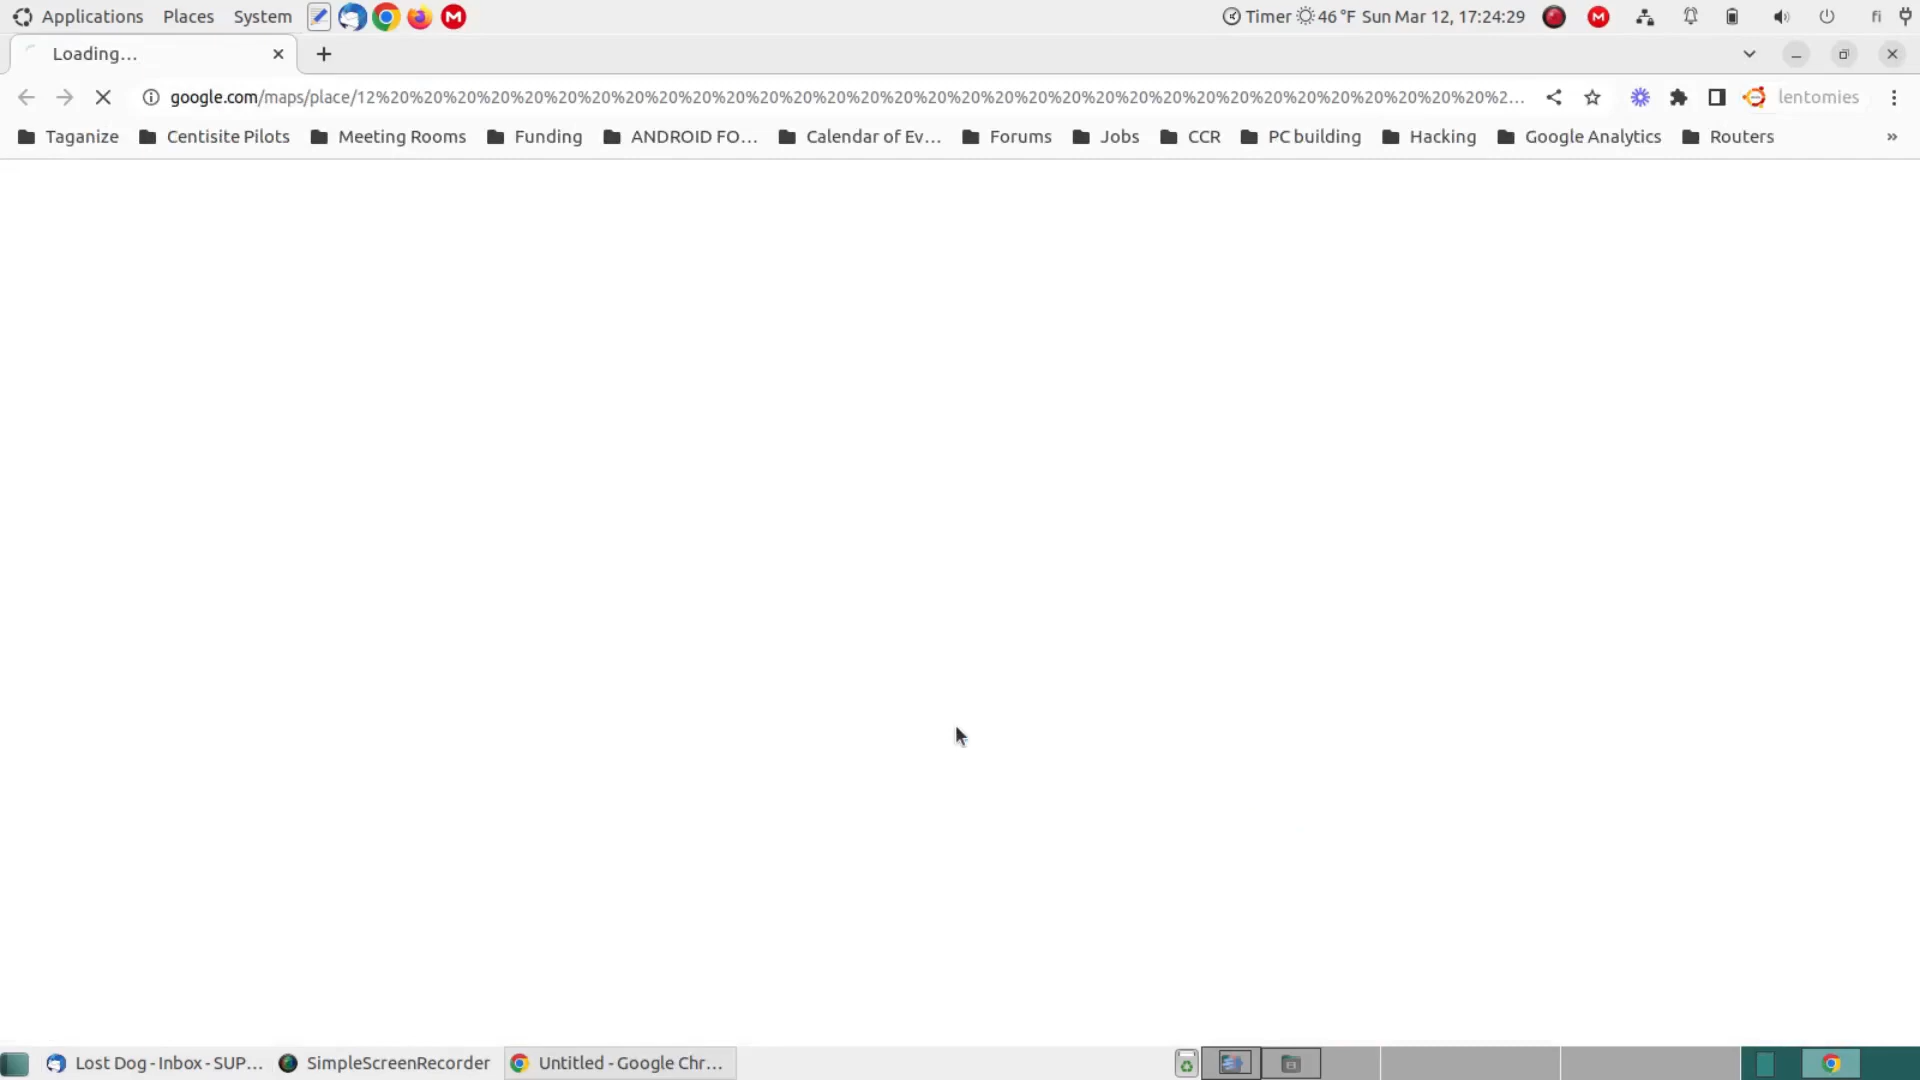 Applications Places System Timer 46 °F Sun Mar 12, 17:24:29 fi
Loading...
google.com/maps/place/12%20%20%20%20%20%20%20%20%20%20%20%20%20%20%20%20%20%20%20%20%20%20%20%20%20%20%20%20%20%20%20%20%20%20%2... lentomies
Taganize Centisite Pilots Meeting Rooms Funding ANDROID FO... Calendar of Ev... Forums Jobs CCR PC building Hacking Google Analytics Routers »
Lost Dog - Inbox - SUP... SimpleScreenRecorder Untitled - Google Chr...